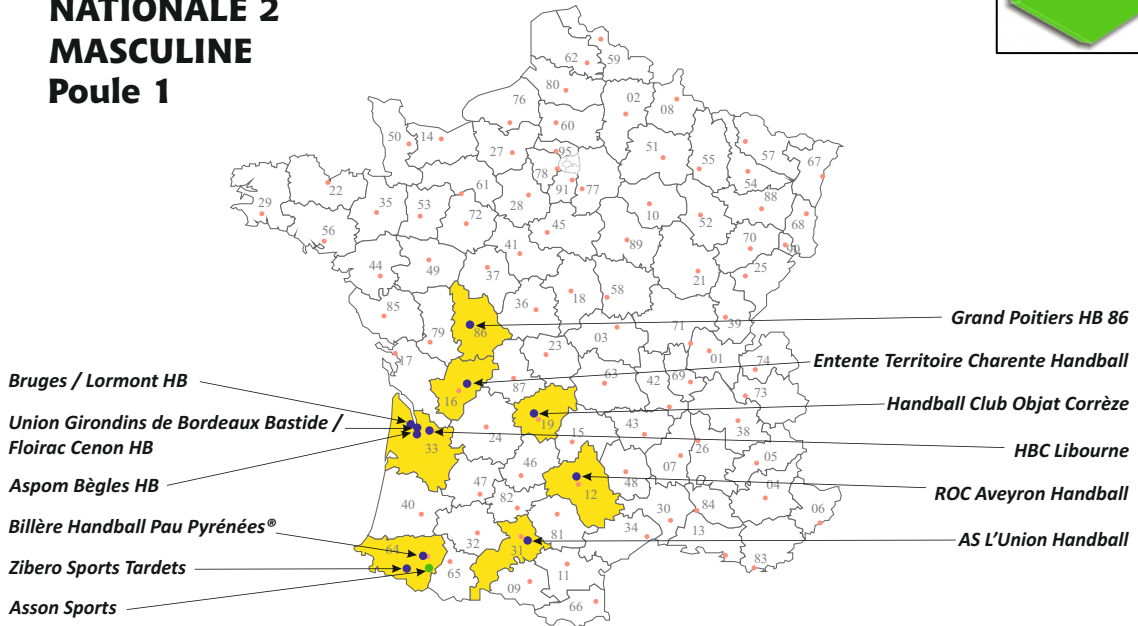 NATIONALE 2
MASCULINE
Poule 1
62 59
80 02 08
76 60
50 14 27 95 51 55 57 67
78 54
29 22 35 53 61 28 91 77 10 88
56 72 45 52 68
44 49 41 89 70 90
37 21 25
85 36 18 58
79 86 71 39
17 23 03 01 74
16 87 63 42 69 73
33 24 19 15 43 38
26 05
47 46 12 48 07 04
40 82 30 84 06
32 31 81 34 13
64 65 11 83
09 66
Grand Poitiers HB 86
Entente Territoire Charente Handball
Handball Club Objat Corrèze
HBC Libourne
ROC Aveyron Handball
AS L'Union Handball
Bruges / Lormont HB
Union Girondins de Bordeaux Bastide /
Floirac Cenon HB
Aspom Bègles HB
Billère Handball Pau Pyrénées®
Zibero Sports Tardets
Asson Sports